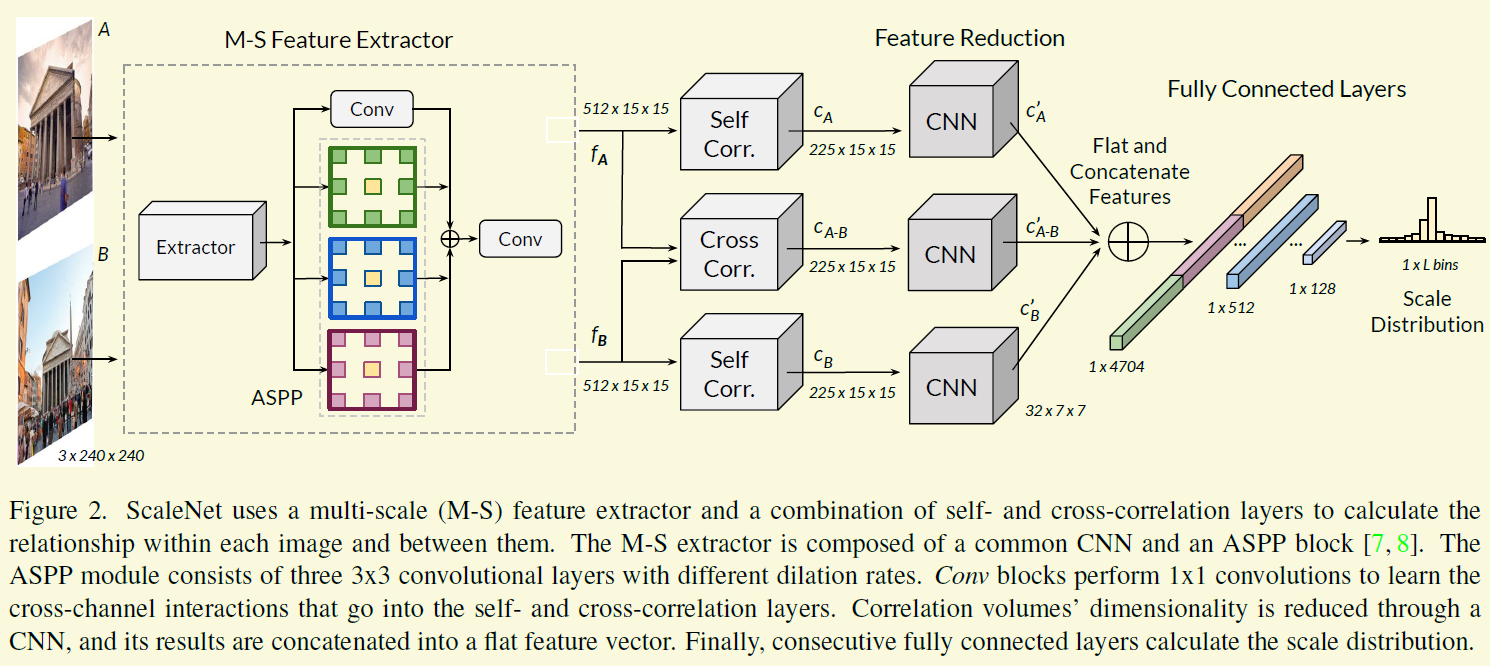 A
M-S Feature Extractor
Feature Reduction
Fully Connected Layers
Conv
512 x 15 x 15
Self
Corr.
c_A
225 x 15 x 15
CNN
c'_A
f_A
Flat and
Concatenate
Features
Extractor
Conv
Cross
Corr.
c_A-B
225 x 15 x 15
CNN
c'_A-B
...
...
1 x L bins
B
1 x 128
1 x 512
Scale
Distribution
f_B
c'_B
512 x 15 x 15
Self
Corr.
c_B
225 x 15 x 15
CNN
1 x 4704
ASPP
32 x 7 x 7
3 x 240 x 240
Figure 2. ScaleNet uses a multi-scale (M-S) feature extractor and a combination of self- and cross-correlation layers to calculate the
relationship within each image and between them. The M-S extractor is composed of a common CNN and an ASPP block [7, 8]. The
ASPP module consists of three 3x3 convolutional layers with different dilation rates. Conv blocks perform 1x1 convolutions to learn the
cross-channel interactions that go into the self- and cross-correlation layers. Correlation volumes' dimensionality is reduced through a
CNN, and its results are concatenated into a flat feature vector. Finally, consecutive fully connected layers calculate the scale distribution.